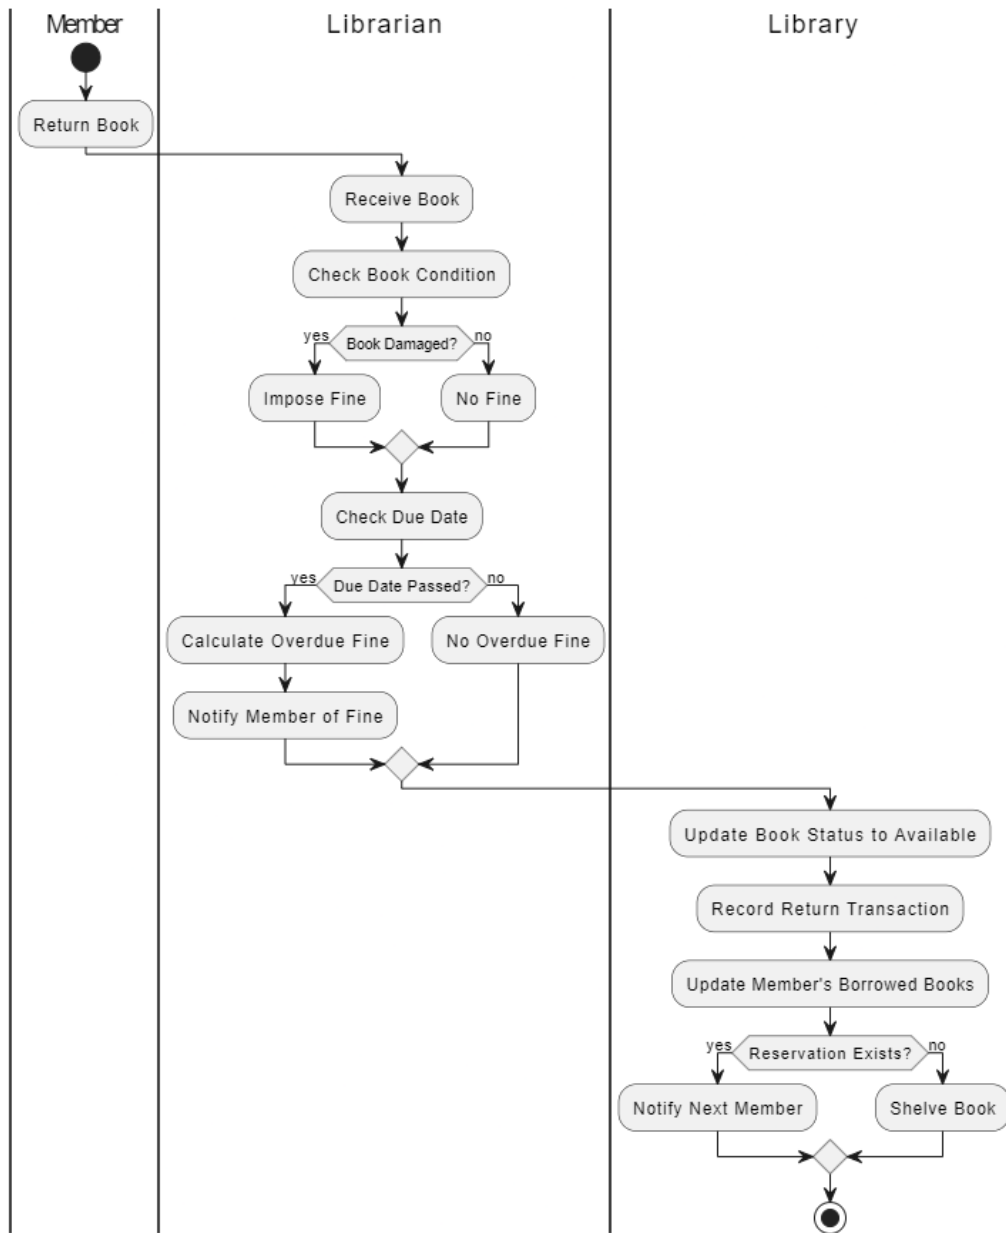 Member
Librarian
Library
Return Book
Receive Book
Check Book Condition
yes
Book Damaged?
no
Impose Fine
No Fine
Check Due Date
yes
Due Date Passed?
no
Calculate Overdue Fine
No Overdue Fine
Notify Member of Fine
Update Book Status to Available
Record Return Transaction
Update Member's Borrowed Books
yes
Reservation Exists?
no
Notify Next Member
Shelve Book